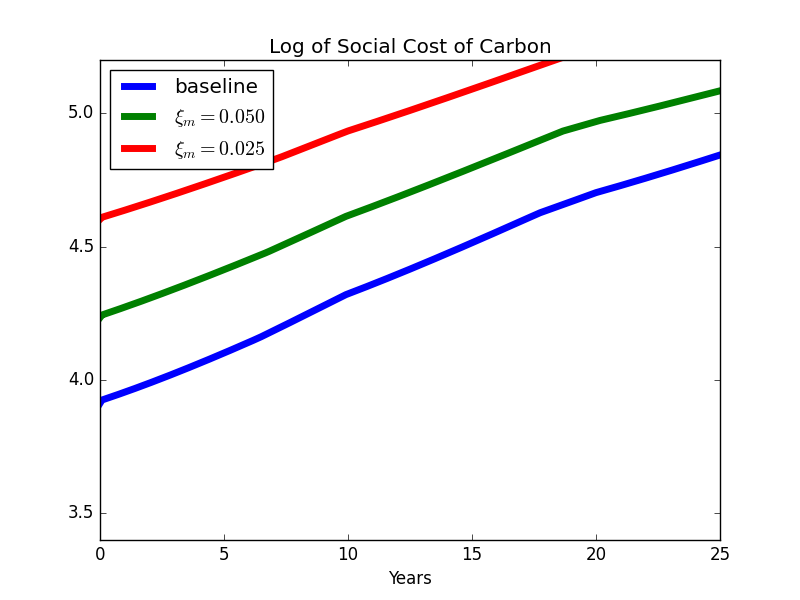 Log of Social Cost of Carbon
baseline
ξₘ = 0.050
ξₘ = 0.025
5.0
4.5
4.0
3.5
0 5 10 15 20 25
Years